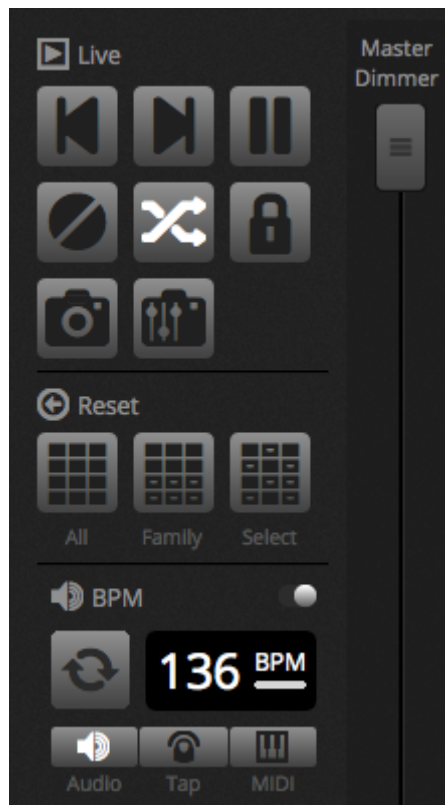 Live
Master
Dimmer
Reset
All Family Select
BPM
136 BPM
Audio Tap MIDI